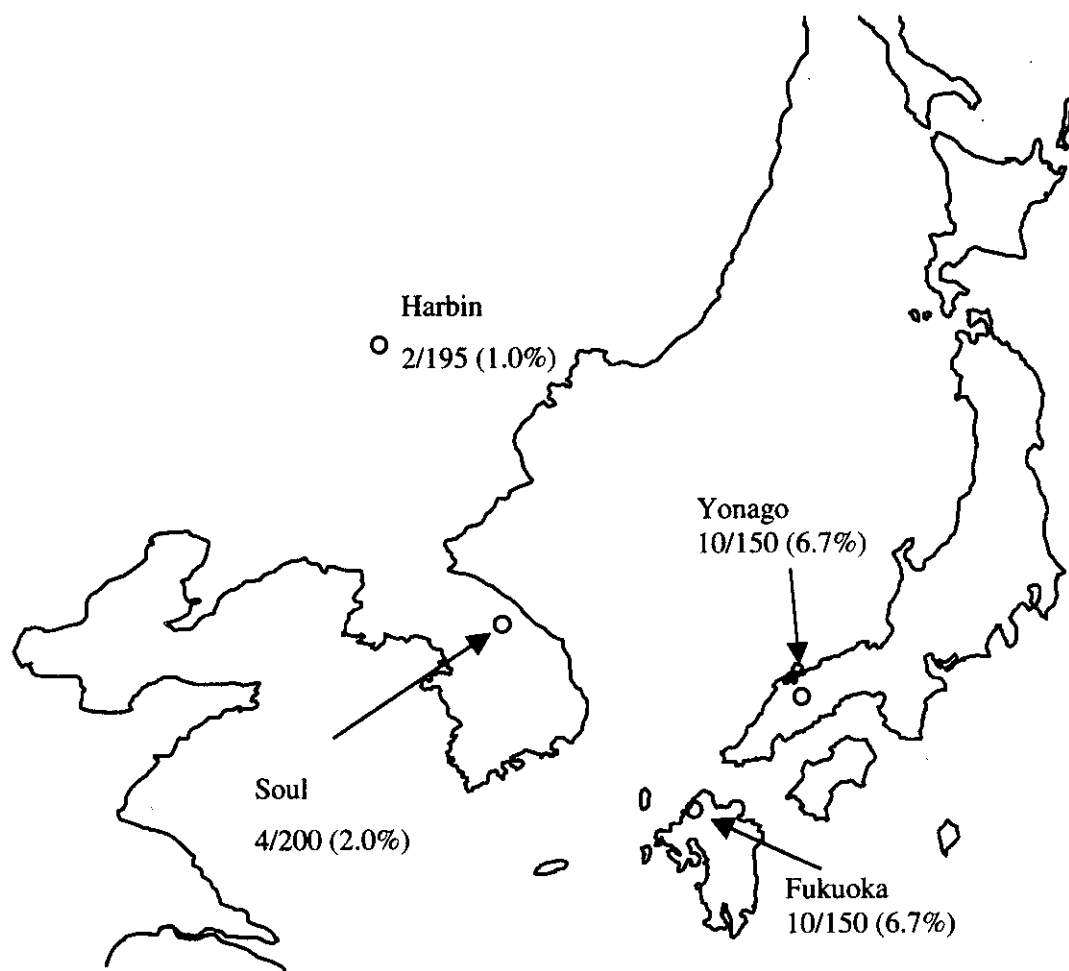 Harbin
2/195 (1.0%)
Yonago
10/150 (6.7%)
Soul
4/200 (2.0%)
Fukuoka
10/150 (6.7%)